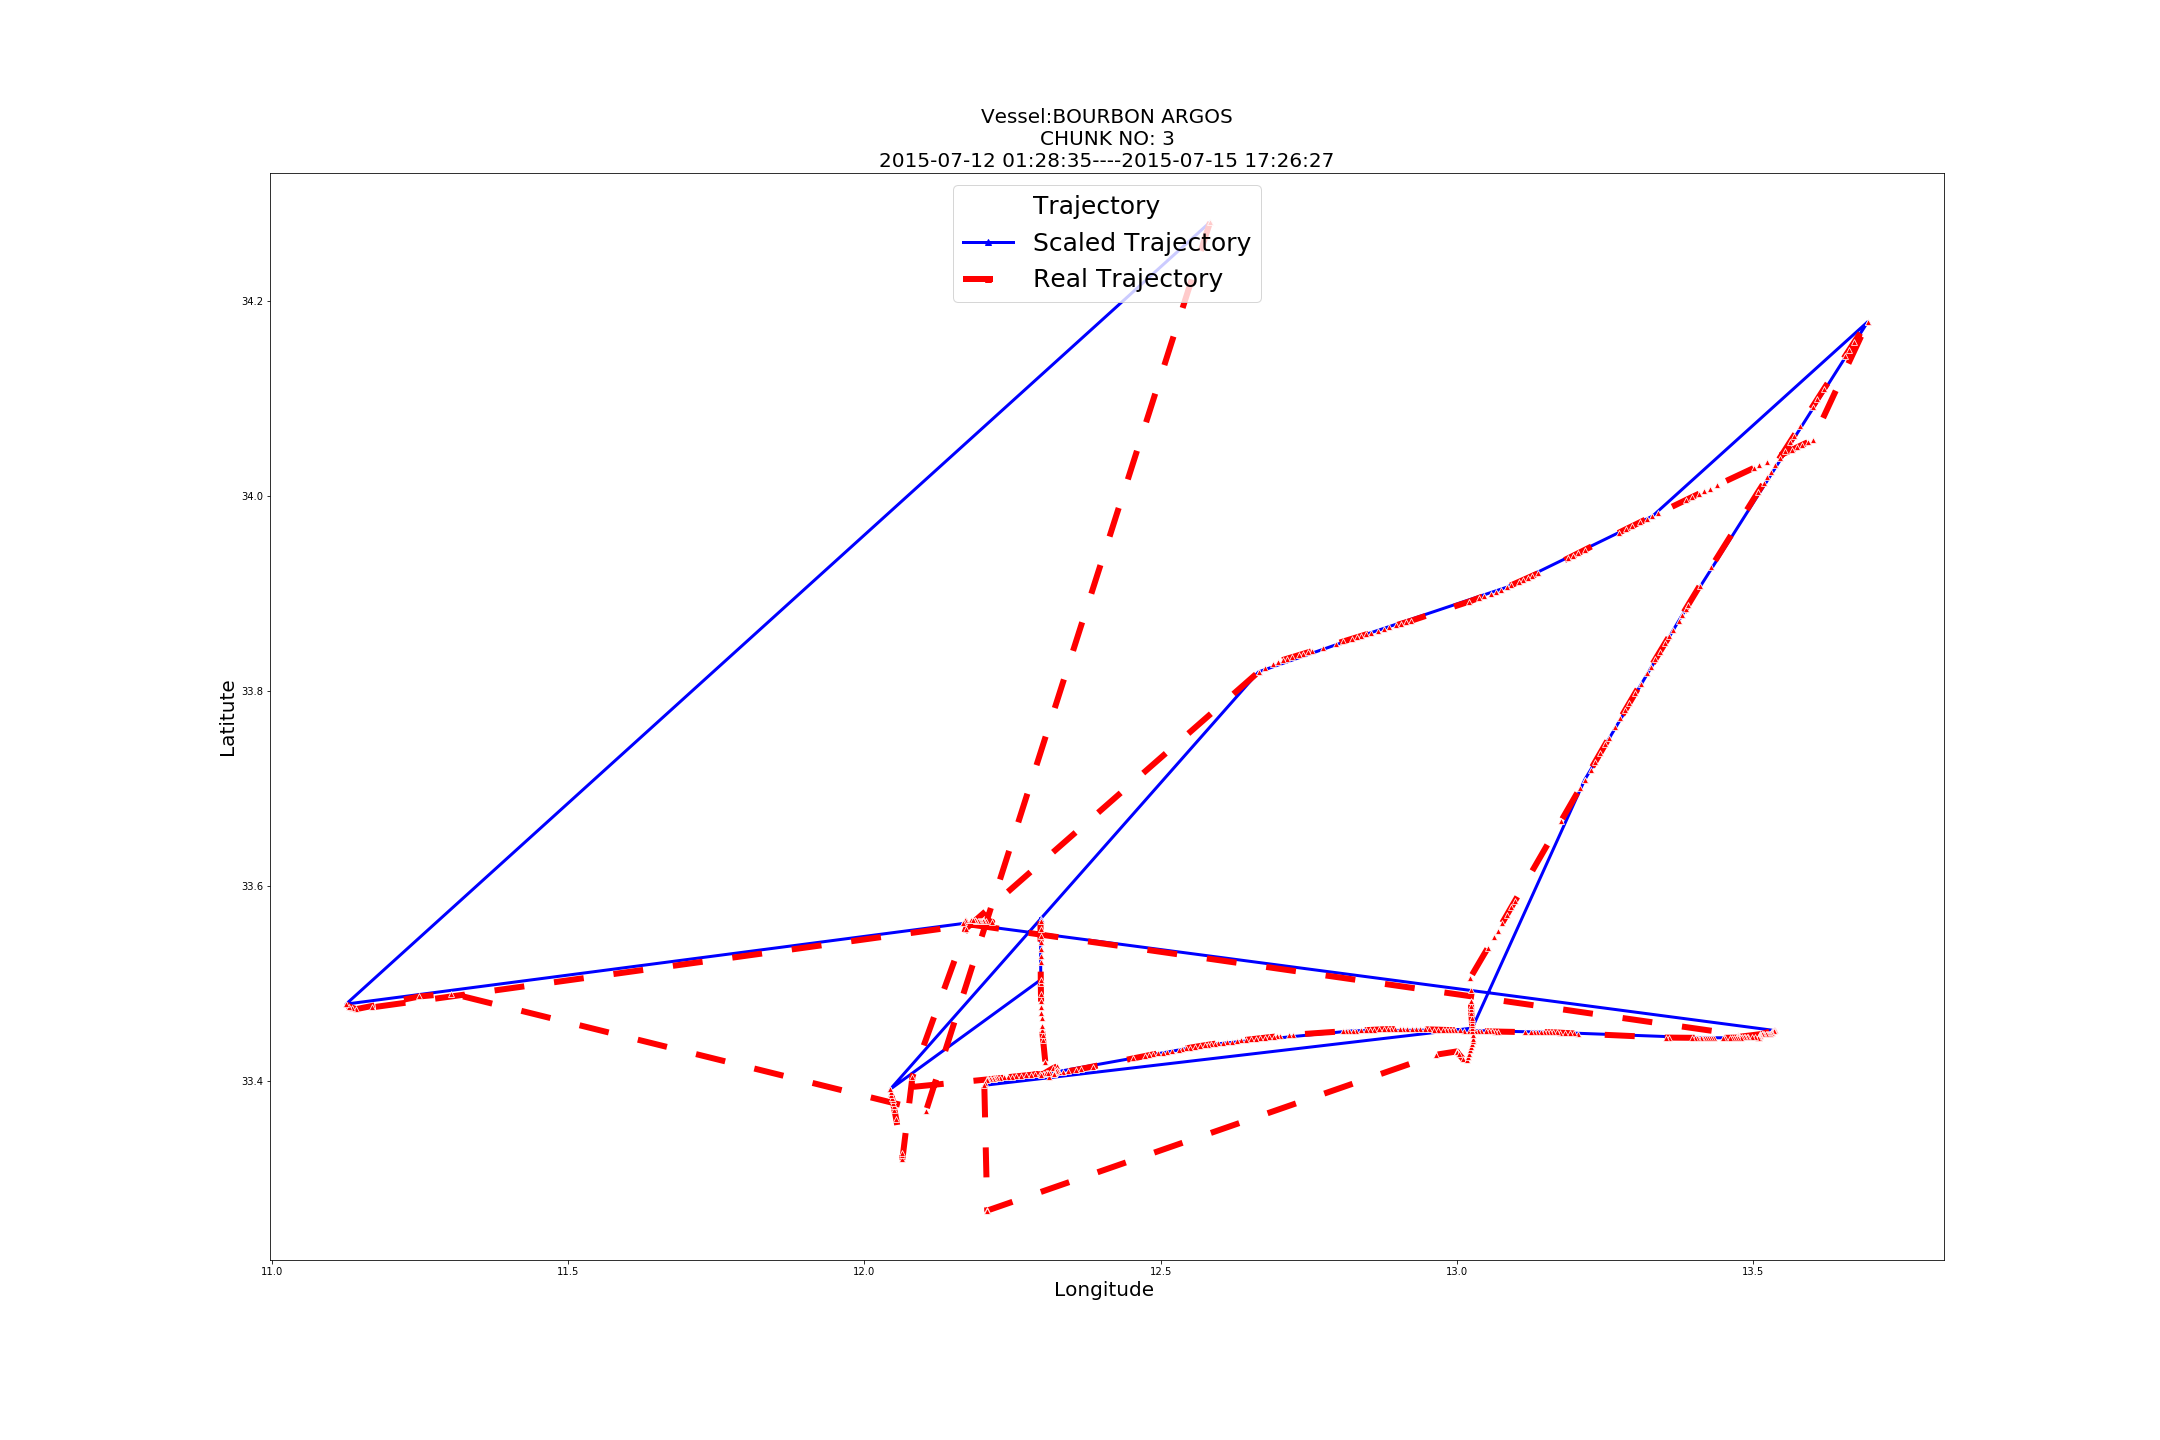 Vessel:BOURBON ARGOS
CHUNK NO: 3
2015-07-12 01:28:35----2015-07-15 17:26:27
Trajectory
Scaled Trajectory
Real Trajectory
34.2
34.0
33.8
33.6
33.4
Latitute
11.0
11.5
12.0
12.5
13.0
13.5
Longitude